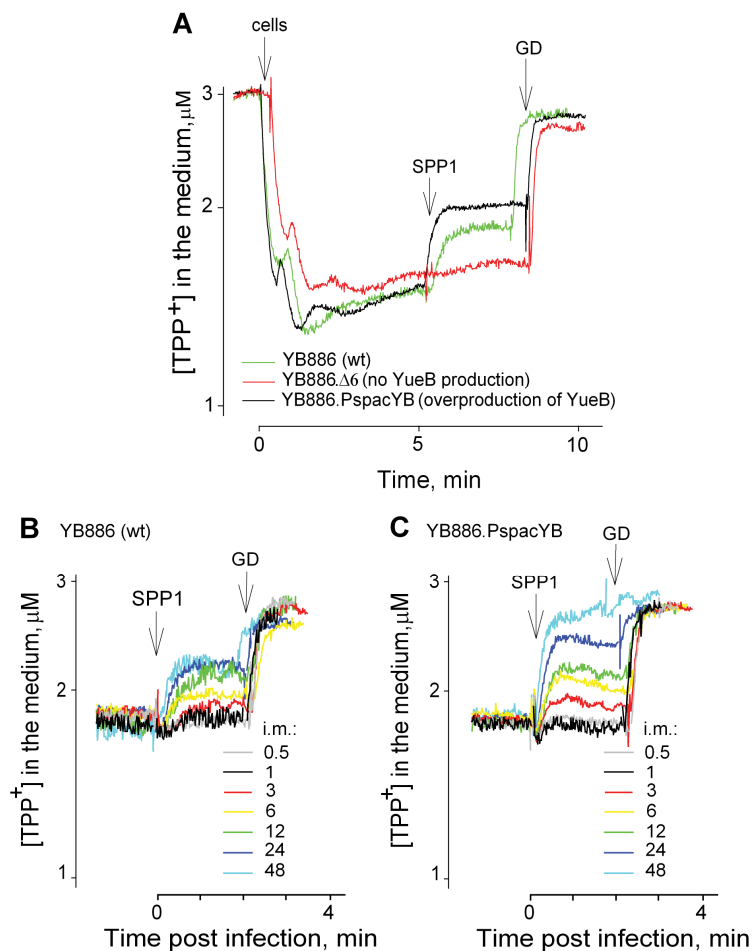 A
cells
GD
SPP1
3
2
1
[TPP+] in the medium, μM
YB886 (wt)
YB886.Δ6 (no YueB production)
YB886.PspacYB (overproduction of YueB)
0
5
10
Time, min
B
YB886 (wt)
GD
SPP1
3
2
1
[TPP+] in the medium, μM
i.m.:
0.5
1
3
6
12
24
48
0
4
Time post infection, min
C
YB886.PspacYB
GD
SPP1
3
2
1
[TPP+] in the medium, μM
i.m.:
0.5
1
3
6
12
24
48
0
4
Time post infection, min